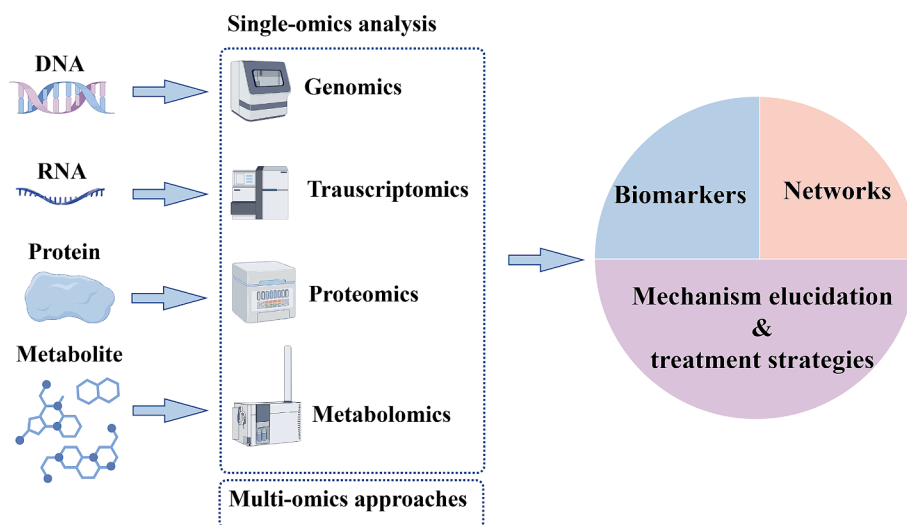 Single-omics analysis
DNA
Genomics
RNA
Trauscriptomics
Protein
Proteomics
Metabolite
Metabolomics
Multi-omics approaches
Biomarkers
Networks
Mechanism elucidation
&
treatment strategies